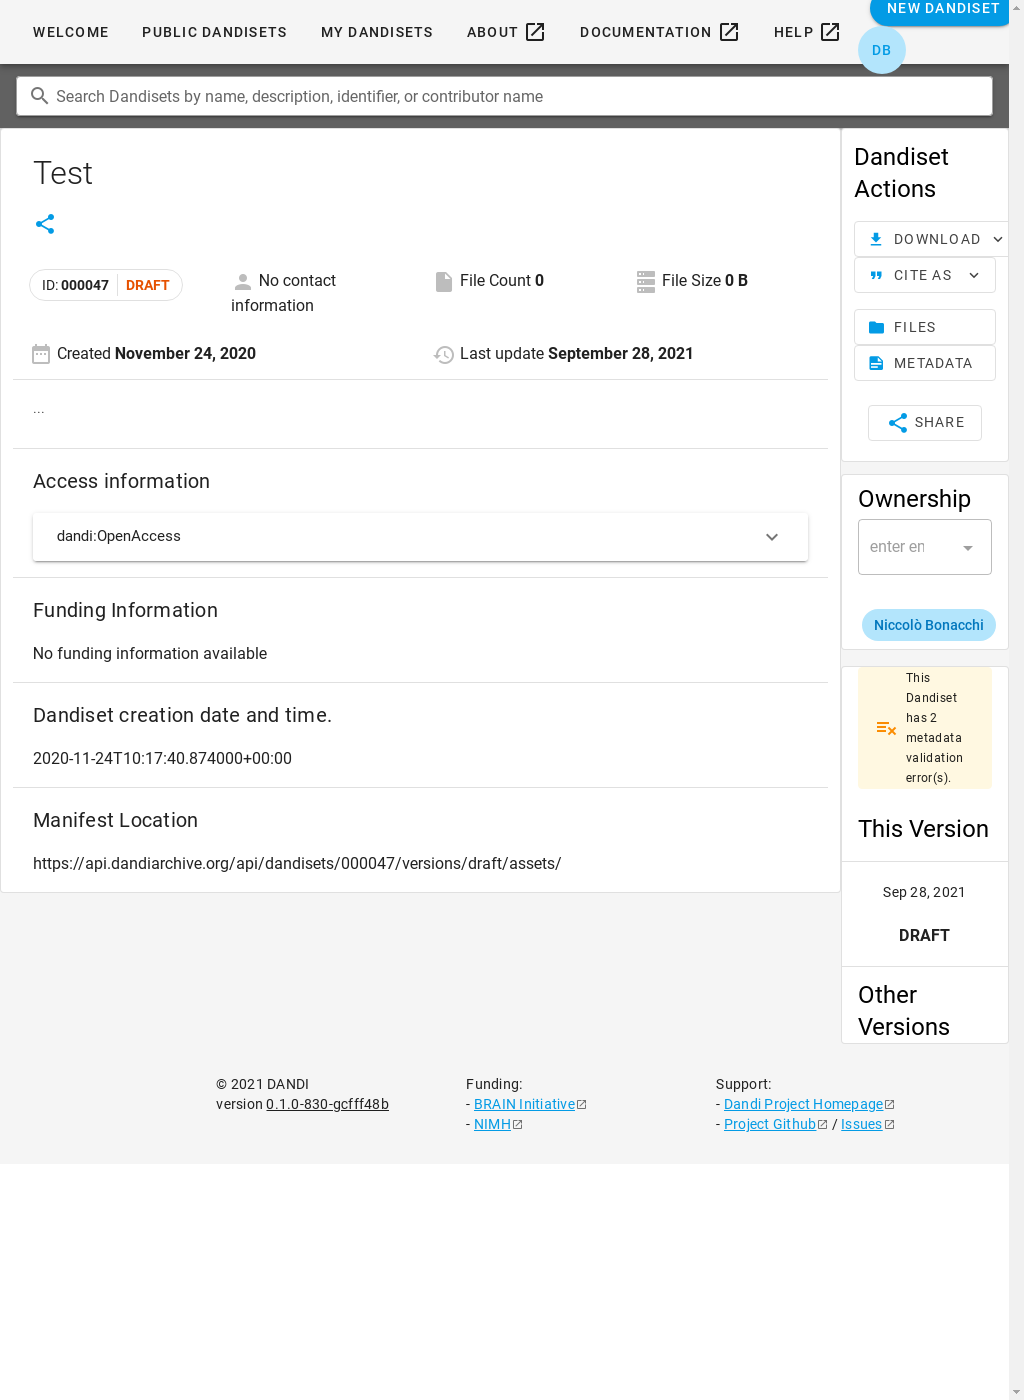 WELCOME PUBLIC DANDISETS MY DANDISETS ABOUT DOCUMENTATION HELP NEW DANDISET
DB
Search Dandisets by name, description, identifier, or contributor name
Test
ID: 000047 DRAFT
No contact
information
File Count 0
File Size 0 B
Created November 24, 2020
Last update September 28, 2021
...
Access information
dandi:OpenAccess
Funding Information
No funding information available
Dandiset creation date and time.
2020-11-24T10:17:40.874000+00:00
Manifest Location
https://api.dandiarchive.org/api/dandisets/000047/versions/draft/assets/
Dandiset
Actions
DOWNLOAD
CITE AS
FILES
METADATA
SHARE
Ownership
enter en
Niccolò Bonacchi
This
Dandiset
has 2
metadata
validation
error(s).
This Version
Sep 28, 2021
DRAFT
Other
Versions
© 2021 DANDI
version 0.1.0-830-gcfff48b
Funding:
- BRAIN Initiative
- NIMH
Support:
- Dandi Project Homepage
- Project Github / Issues